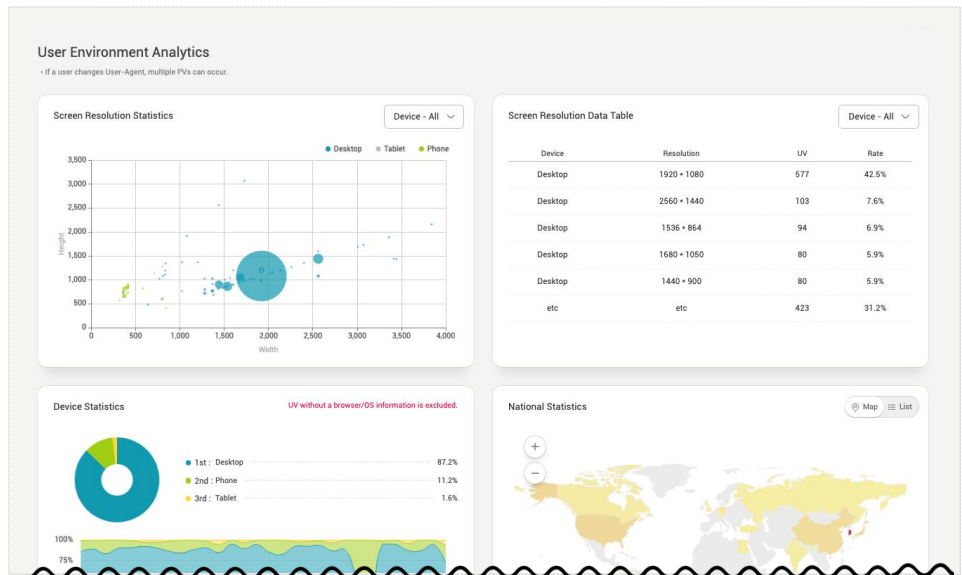 User Environment Analytics
• If a user changes User-Agent, multiple PVs can occur.
Screen Resolution Statistics
Device - All
Desktop Tablet Phone
3,500
3,000
2,500
2,000
1,500
1,000
500
0
Height
0 500 1,000 1,500 2,000 2,500 3,000 3,500 4,000
Width
Screen Resolution Data Table
Device - All
Device Resolution UV Rate
Desktop 1920 * 1080 577 42.5%
Desktop 2560 * 1440 103 7.6%
Desktop 1536 * 864 94 6.9%
Desktop 1680 * 1050 80 5.9%
Desktop 1440 * 900 80 5.9%
etc etc 423 31.2%
Device Statistics
UV without a browser/OS information is excluded.
1st : Desktop 87.2%
2nd : Phone 11.2%
3rd : Tablet 1.6%
100%
75%
National Statistics
Map List
+
−